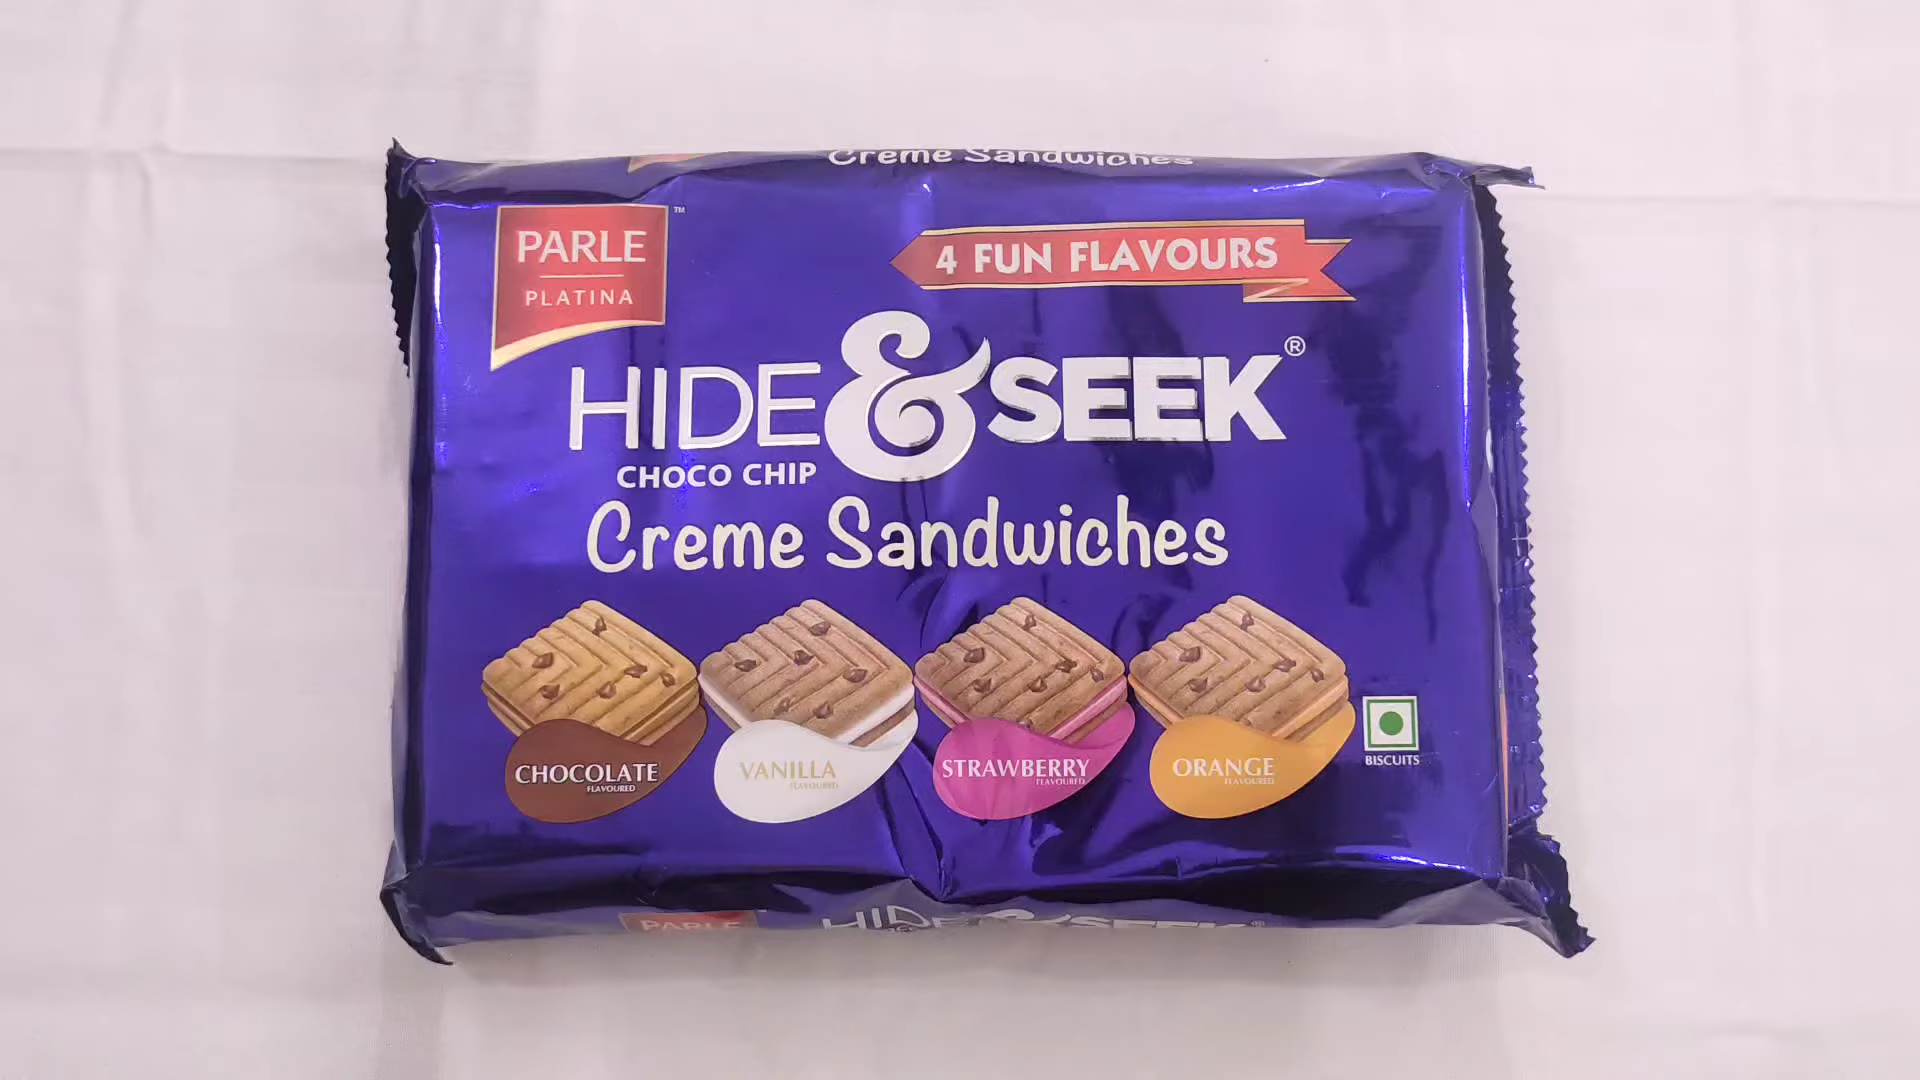 Creme Sandwiches
PARLE
PLATINA
TM
4 FUN FLAVOURS
HIDE & SEEK®
CHOCO CHIP
Creme Sandwiches
CHOCOLATE
FLAVOURED
VANILLA
FLAVOURED
STRAWBERRY
FLAVOURED
ORANGE
FLAVOURED
BISCUITS
PARLE
HIDE & SEEK®